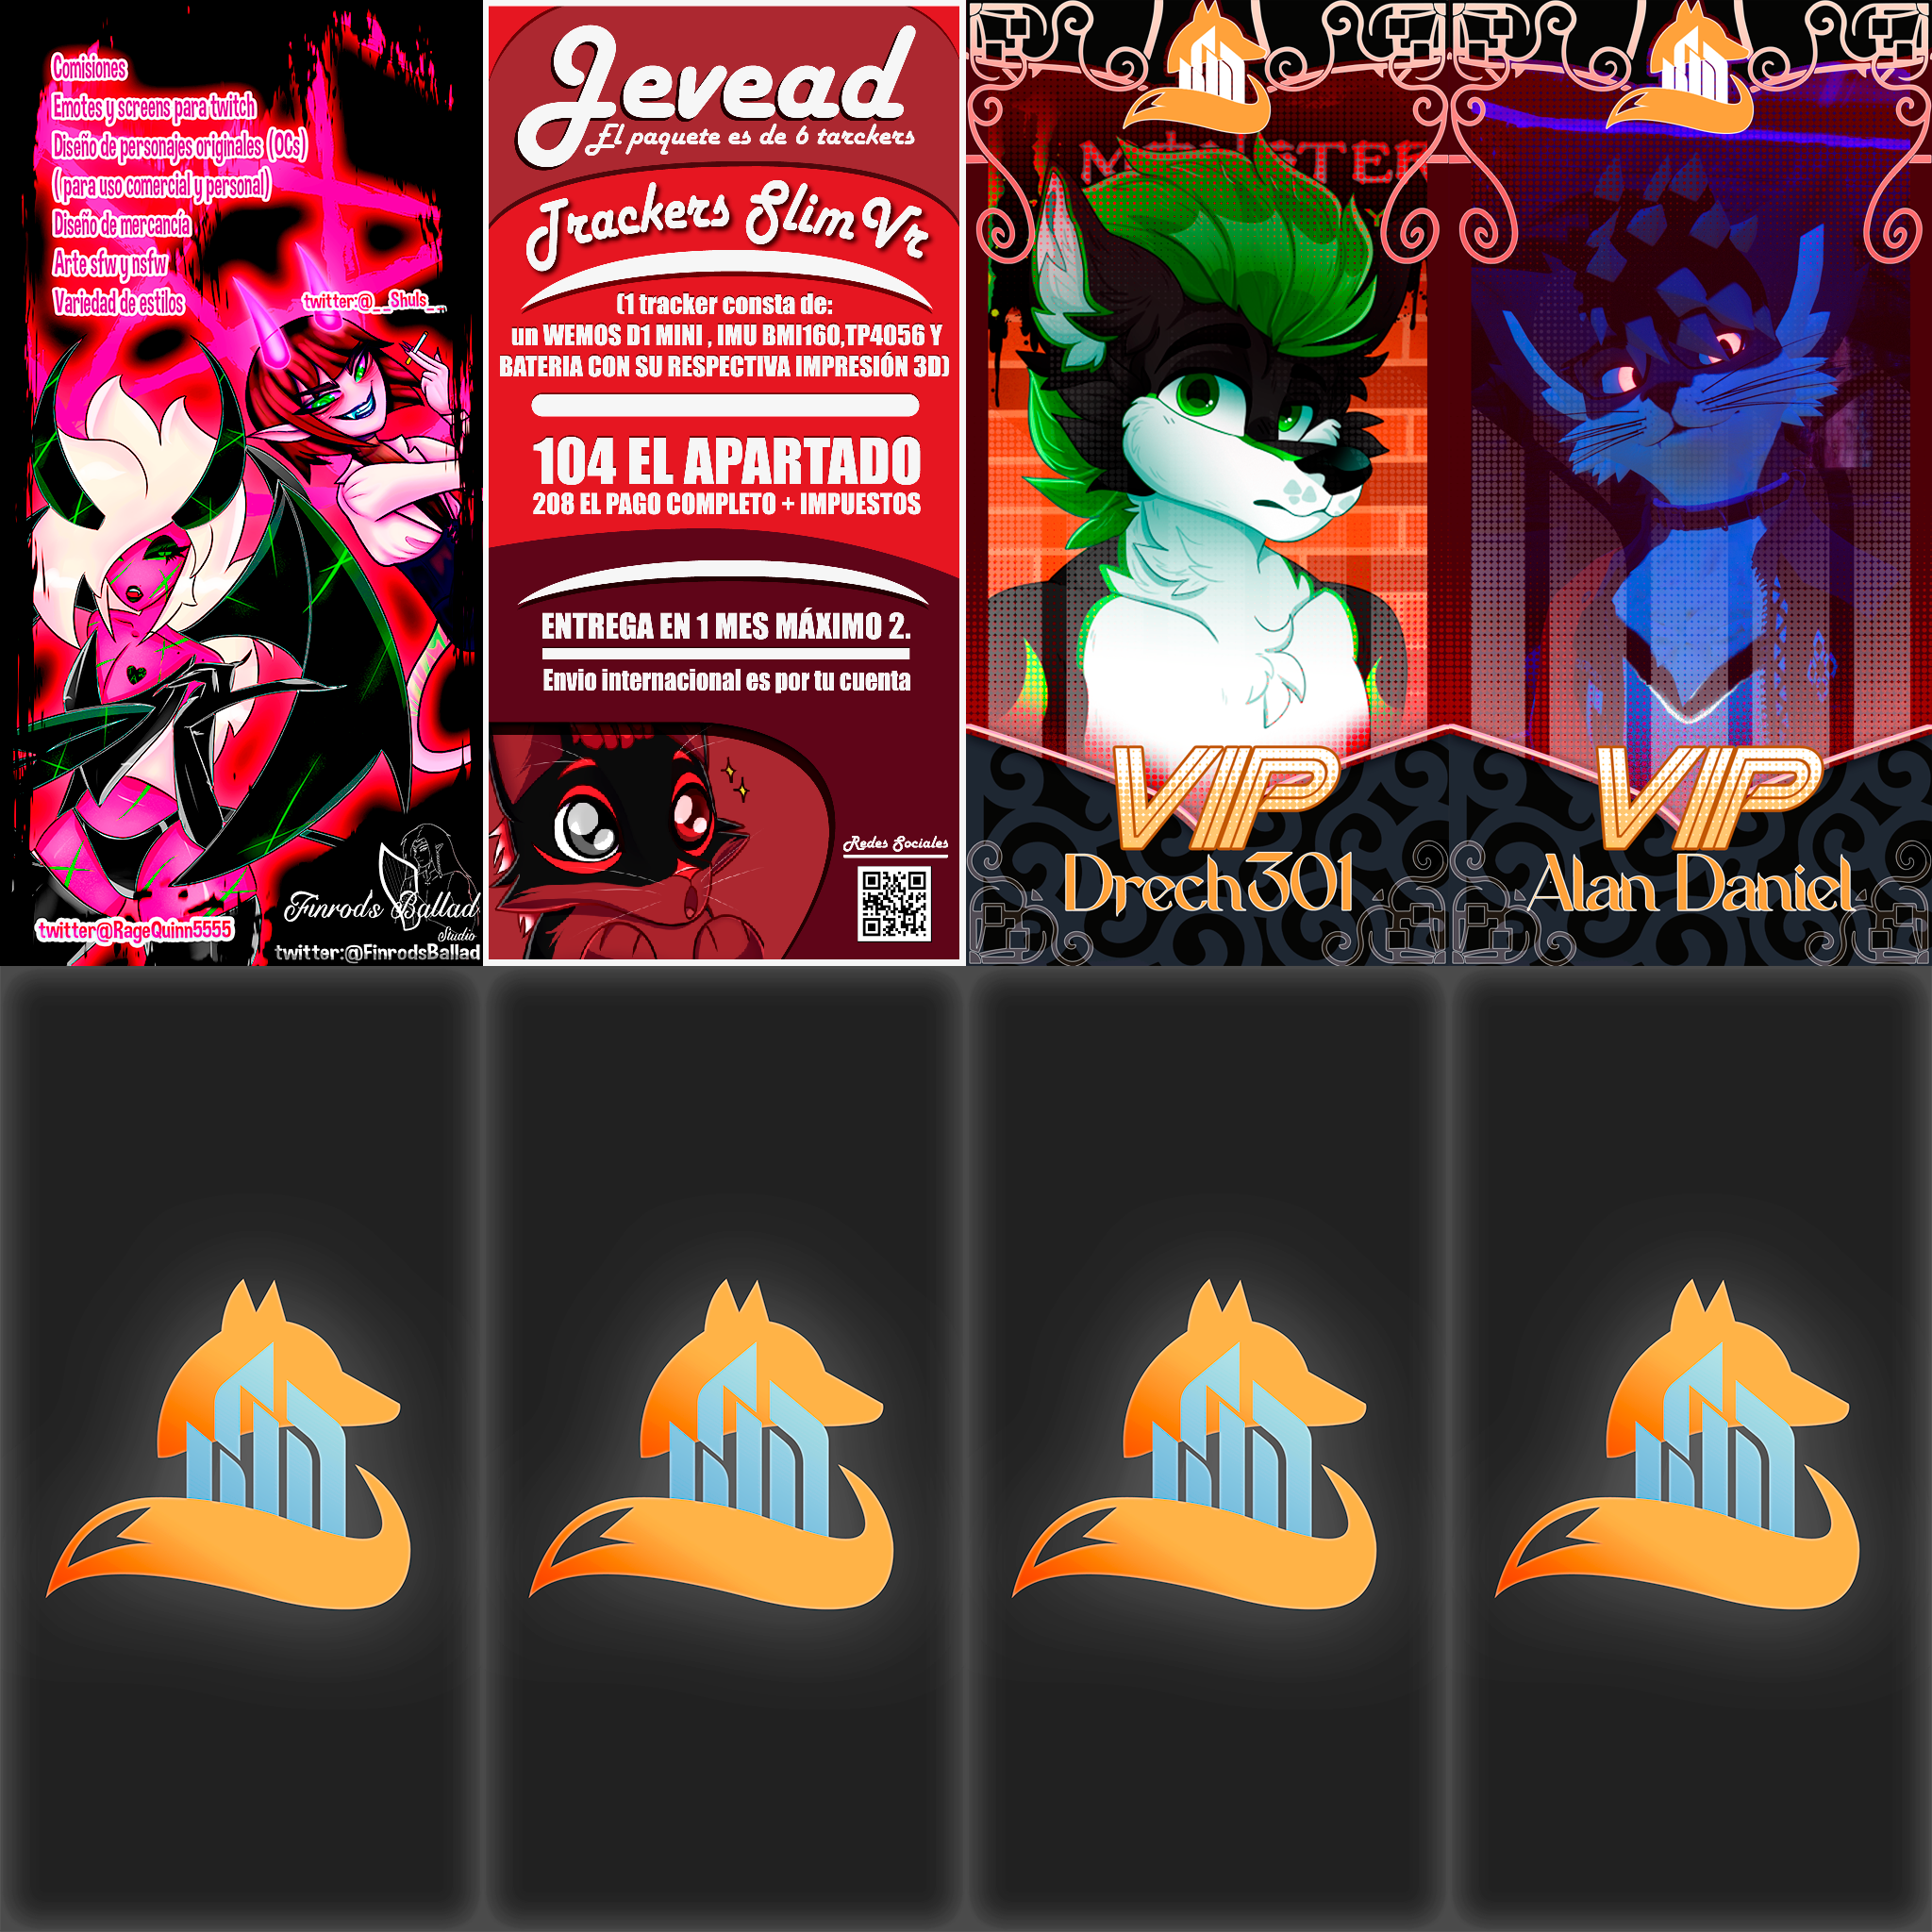 Comisiones
Emotes y screens para twitch
Diseño de personajes originales (OCs)
(para uso comercial y personal)
Diseño de mercancía
Arte sfw y nsfw
Variedad de estilos
twitter:@__Shuls__
Finrods Ballad
Studio
twitter@RageQuinn5555
twitter:@FinrodsBallad
Jevead
El paquete es de 6 tarckers
Trackers Slim Vr
(1 tracker consta de:
un WEMOS D1 MINI , IMU BMI160,TP4056 Y
BATERIA CON SU RESPECTIVA IMPRESIÓN 3D)
104 EL APARTADO
208 EL PAGO COMPLETO + IMPUESTOS
ENTREGA EN 1 MES MÁXIMO 2.
Envio internacional es por tu cuenta
Redes Sociales
MONSTER
VIP
Drech301
VIP
Alan Daniel